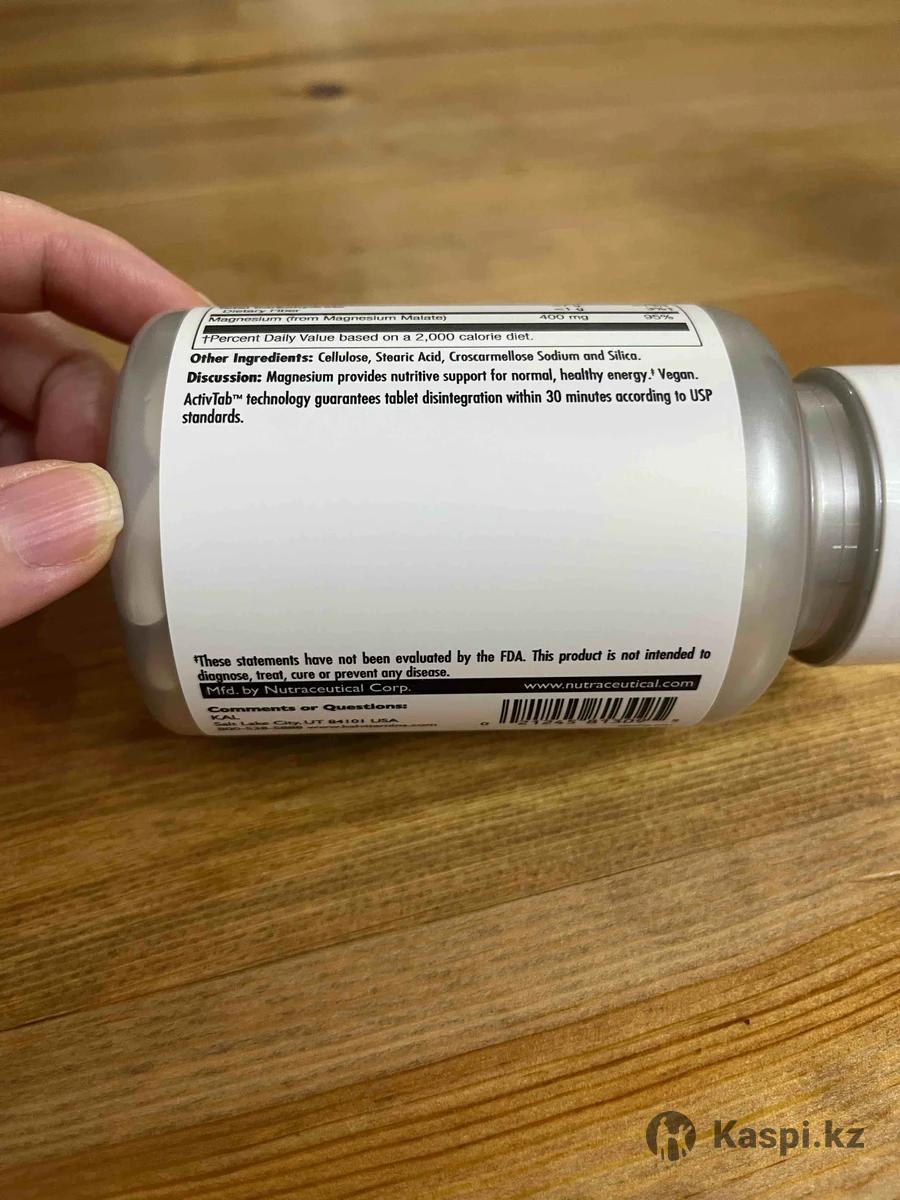 Dietary Fiber <1 g
Magnesium (from Magnesium Malate) 400 mg 95%
†Percent Daily Value based on a 2,000 calorie diet.
Other Ingredients: Cellulose, Stearic Acid, Croscarmellose Sodium and Silica.
Discussion: Magnesium provides nutritive support for normal, healthy energy.‡ Vegan.
ActivTab™ technology guarantees tablet disintegration within 30 minutes according to USP
standards.
‡These statements have not been evaluated by the FDA. This product is not intended to
diagnose, treat, cure or prevent any disease.
Mfd. by Nutraceutical Corp. www.nutraceutical.com
Comments or Questions:
KAL
Salt Lake City, UT 84101 USA
Kaspi.kz